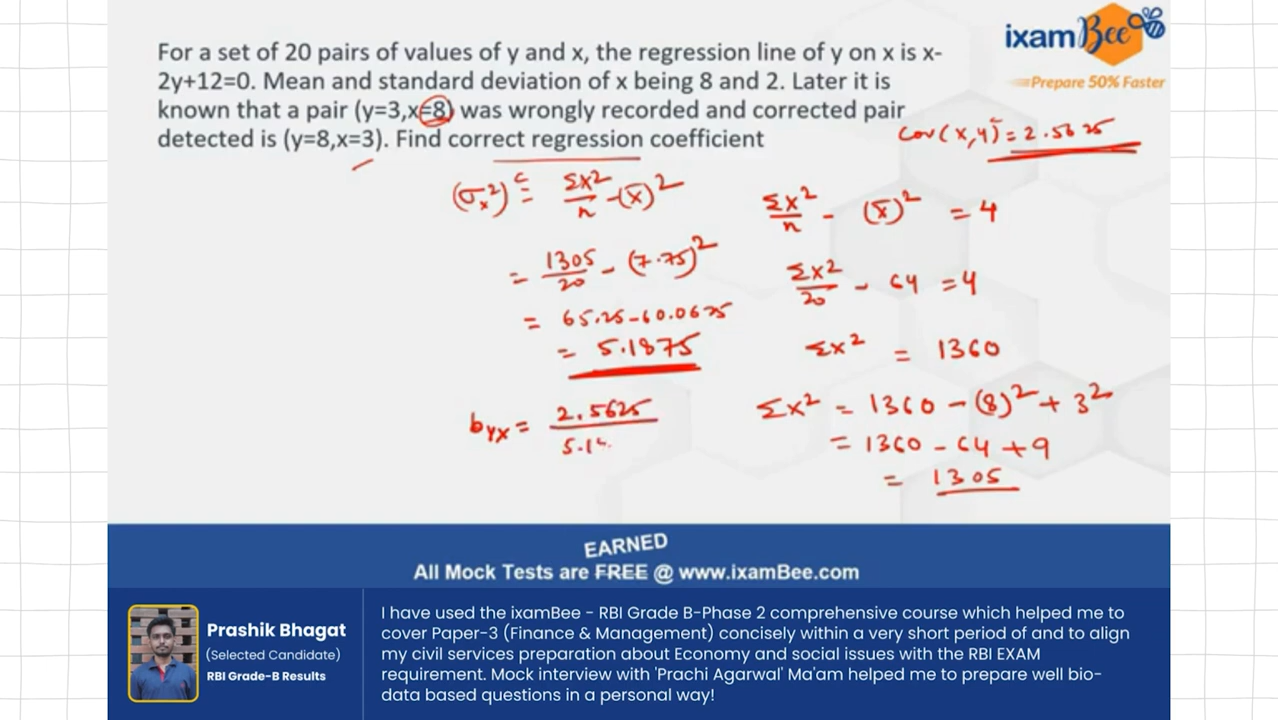 ixamBee
Prepare 50% Faster
For a set of 20 pairs of values of y and x, the regression line of y on x is x-
2y+12=0. Mean and standard deviation of x being 8 and 2. Later it is
known that a pair (y=3,x=8) was wrongly recorded and corrected pair
detected is (y=8,x=3). Find correct regression coefficient
Cov(x,y)ᶜ = 2.5625
(σx²)ᶜ = Σx²/n - (x̄)²
= 1305/20 - (7.75)²
= 65.25-60.0625
= 5.1875
bYX = 2.5625/5.15
Σx²/n - (x̄)² = 4
Σx²/20 - 64 = 4
Σx² = 1360
Σx² = 1360 - (8)² + 3²
= 1360 - 64 + 9
= 1305
EARNED
All Mock Tests are FREE @ www.ixamBee.com
Prashik Bhagat
(Selected Candidate)
RBI Grade-B Results
I have used the ixamBee - RBI Grade B-Phase 2 comprehensive course which helped me to
cover Paper-3 (Finance & Management) concisely within a very short period of and to align
my civil services preparation about Economy and social issues with the RBI EXAM
requirement. Mock interview with 'Prachi Agarwal' Ma'am helped me to prepare well bio-
data based questions in a personal way!